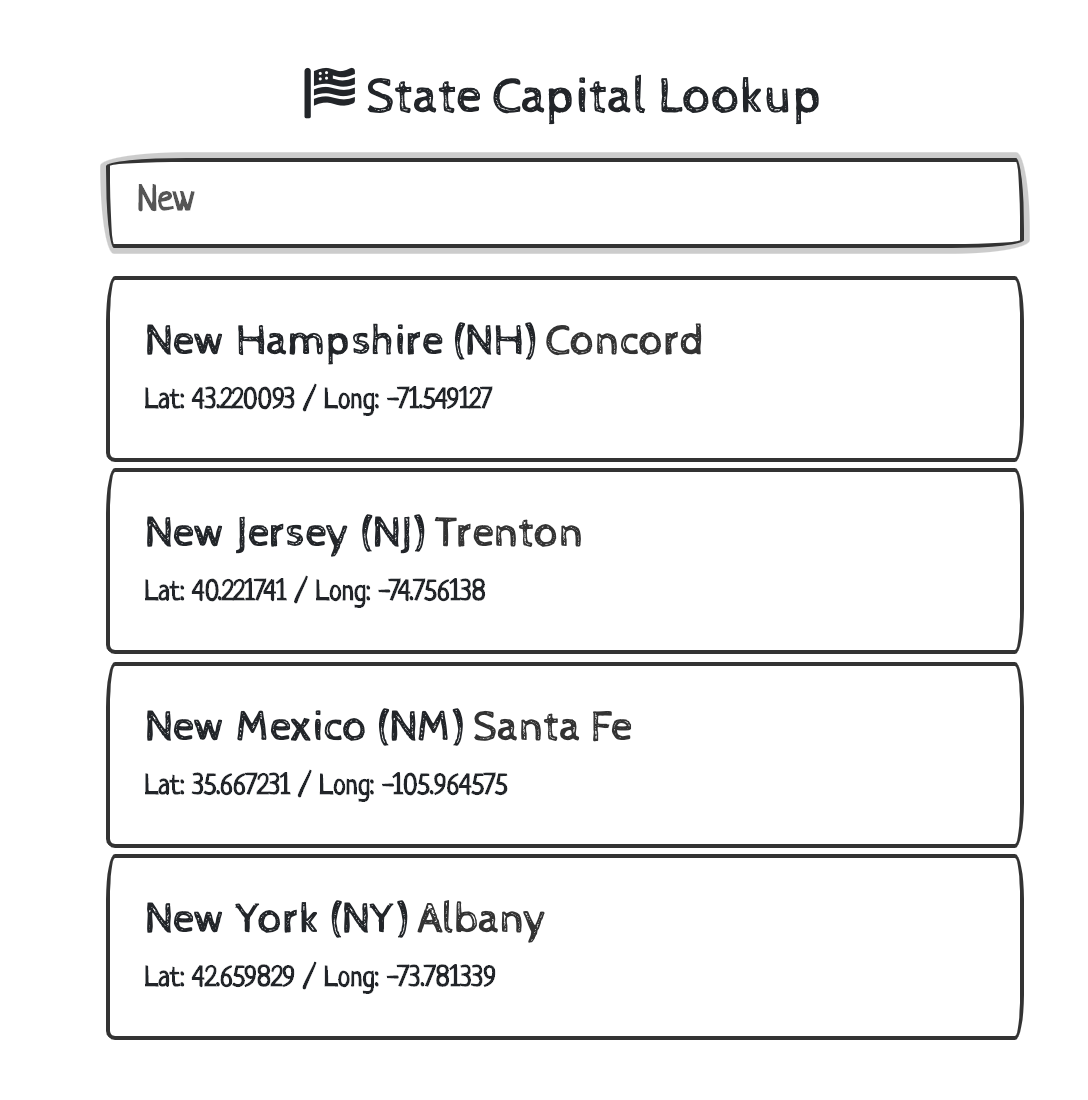 State Capital Lookup
New
New Hampshire (NH) Concord
Lat: 43.220093 / Long: -71.549127
New Jersey (NJ) Trenton
Lat: 40.221741 / Long: -74.756138
New Mexico (NM) Santa Fe
Lat: 35.667231 / Long: -105.964575
New York (NY) Albany
Lat: 42.659829 / Long: -73.781339